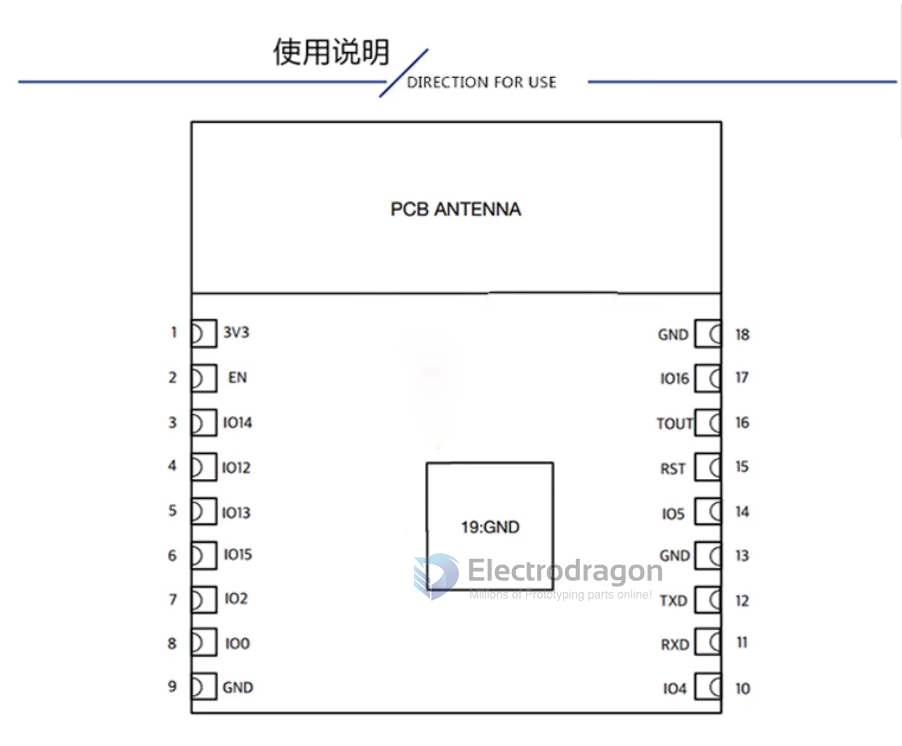 使用说明
DIRECTION FOR USE
PCB ANTENNA
1 3V3 GND 18
2 EN IO16 17
3 IO14 TOUT 16
4 IO12 RST 15
5 IO13 IO5 14
19:GND
6 IO15 GND 13
Electrodragon
Millions of Prototyping parts online!
7 IO2 TXD 12
8 IO0 RXD 11
9 GND IO4 10